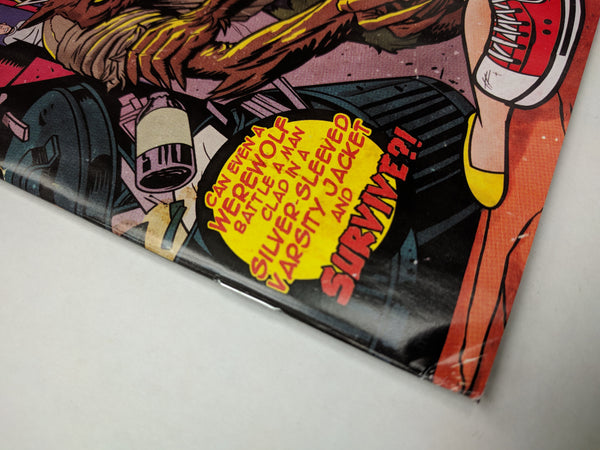 CAN EVEN A
WEREWOLF
BATTLE A MAN
CLAD IN A
SILVER-SLEEVED
VARSITY JACKET
AND
SURVIVE?!